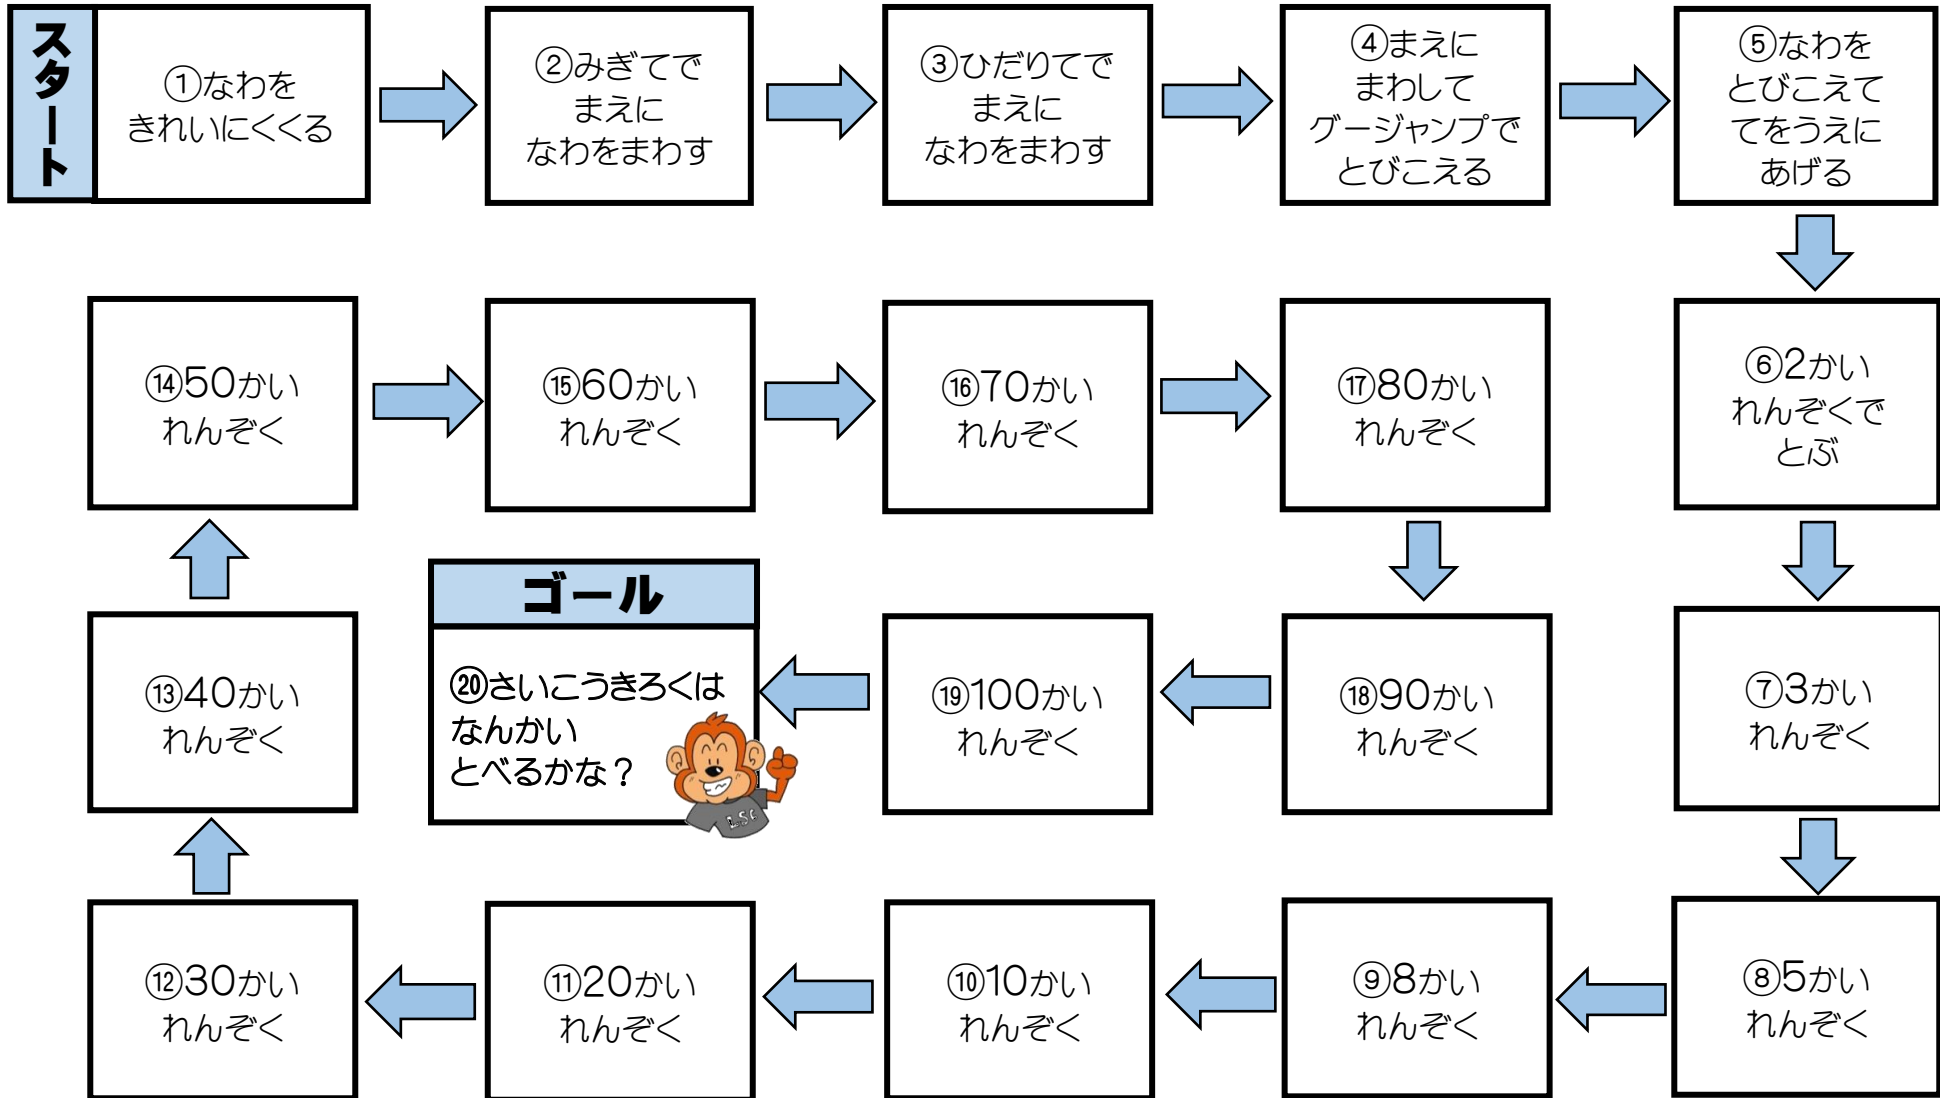 スタート
①なわを
きれいにくくる
②みぎてで
まえに
なわをまわす
③ひだりてで
まえに
なわをまわす
④まえに
まわして
グージャンプで
とびこえる
⑤なわを
とびこえて
てをうえに
あげる
⑥2かい
れんぞくで
とぶ
⑦3かい
れんぞく
⑧5かい
れんぞく
⑨8かい
れんぞく
⑩10かい
れんぞく
⑪20かい
れんぞく
⑫30かい
れんぞく
⑬40かい
れんぞく
⑭50かい
れんぞく
⑮60かい
れんぞく
⑯70かい
れんぞく
⑰80かい
れんぞく
⑱90かい
れんぞく
⑲100かい
れんぞく
ゴール
⑳さいこうきろくは
なんかい
とべるかな？
LSC